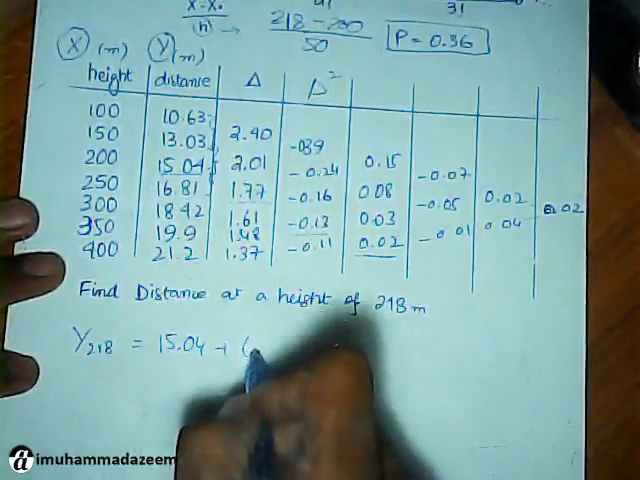 X - X₀
(h) →
218 - 200
50
P = 0.36
3!
X (m) Y (m)
height distance Δ Δ²
100 10.63
2.40
150 13.03 -039
2.01 0.15
200 15.04 -0.24 -0.07
1.77 0.08 0.02
250 16.81 -0.16 -0.05 0.02
1.61 0.03 0.04
300 18.42 -0.13 -0.01
1.48 0.02
350 19.9 -0.11
1.37
400 21.2
Find Distance at a height of 218m
Y₂₁₈ = 15.04 + (
a imuhammadazeem